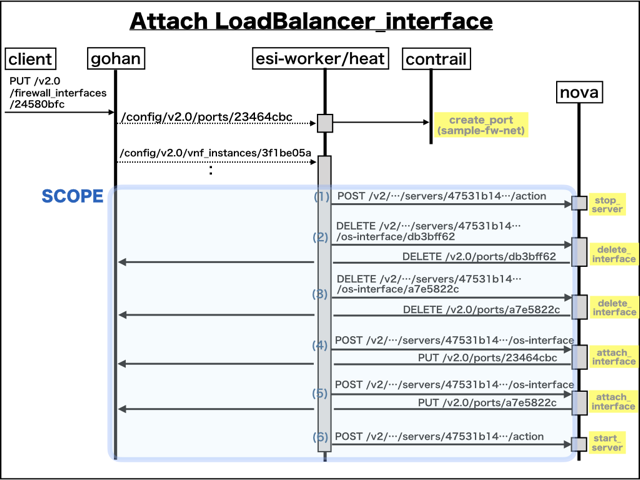 Attach LoadBalancer_interface
client
gohan
esi-worker/heat
contrail
nova
PUT /v2.0
/firewall_interfaces
/24580bfc
/config/v2.0/ports/23464cbc
create_port
(sample-fw-net)
/config/v2.0/vnf_instances/3f1be05a
:
SCOPE
(1) POST /v2/…/servers/47531b14…/action
stop_
server
(2) DELETE /v2/…/servers/47531b14…
/os-interface/db3bff62
delete_
interface
DELETE /v2.0/ports/db3bff62
(3) DELETE /v2/…/servers/47531b14…
/os-interface/a7e5822c
delete_
interface
DELETE /v2.0/ports/a7e5822c
(4) POST /v2/…/servers/47531b14…/os-interface
attach_
interface
PUT /v2.0/ports/23464cbc
(5) POST /v2/…/servers/47531b14…/os-interface
attach_
interface
PUT /v2.0/ports/a7e5822c
(6) POST /v2/…/servers/47531b14…/action
start_
server